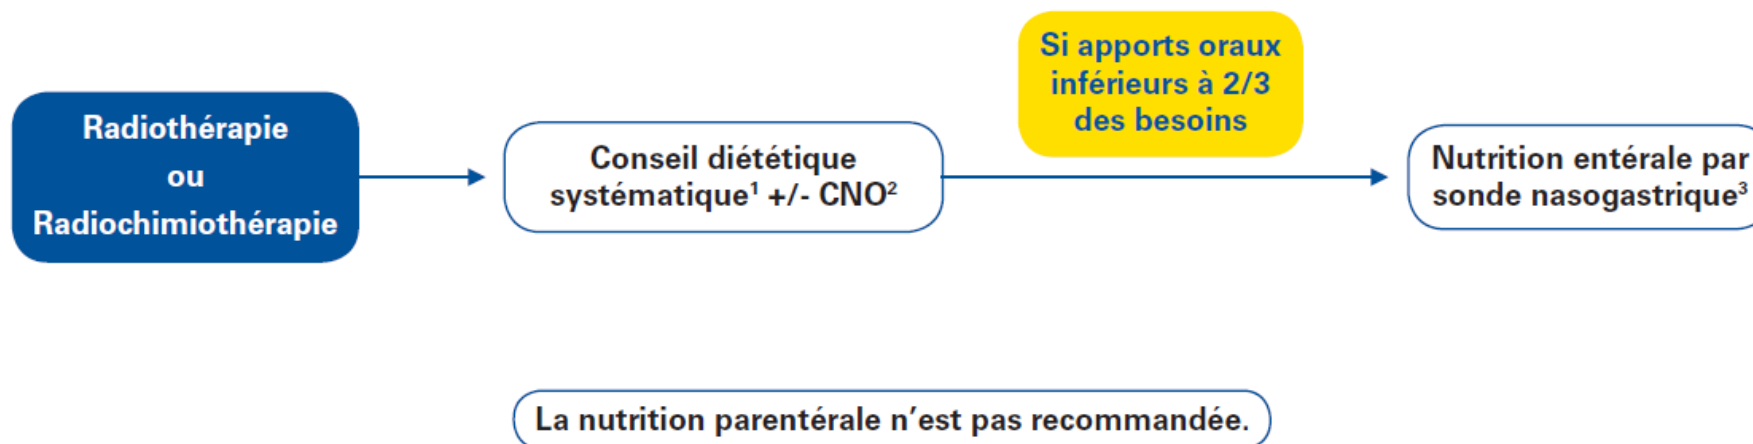 Radiothérapie
ou
Radiochimiothérapie
Conseil diététique
systématique¹ +/- CNO²
Si apports oraux
inférieurs à 2/3
des besoins
Nutrition entérale par
sonde nasogastrique³
La nutrition parentérale n’est pas recommandée.